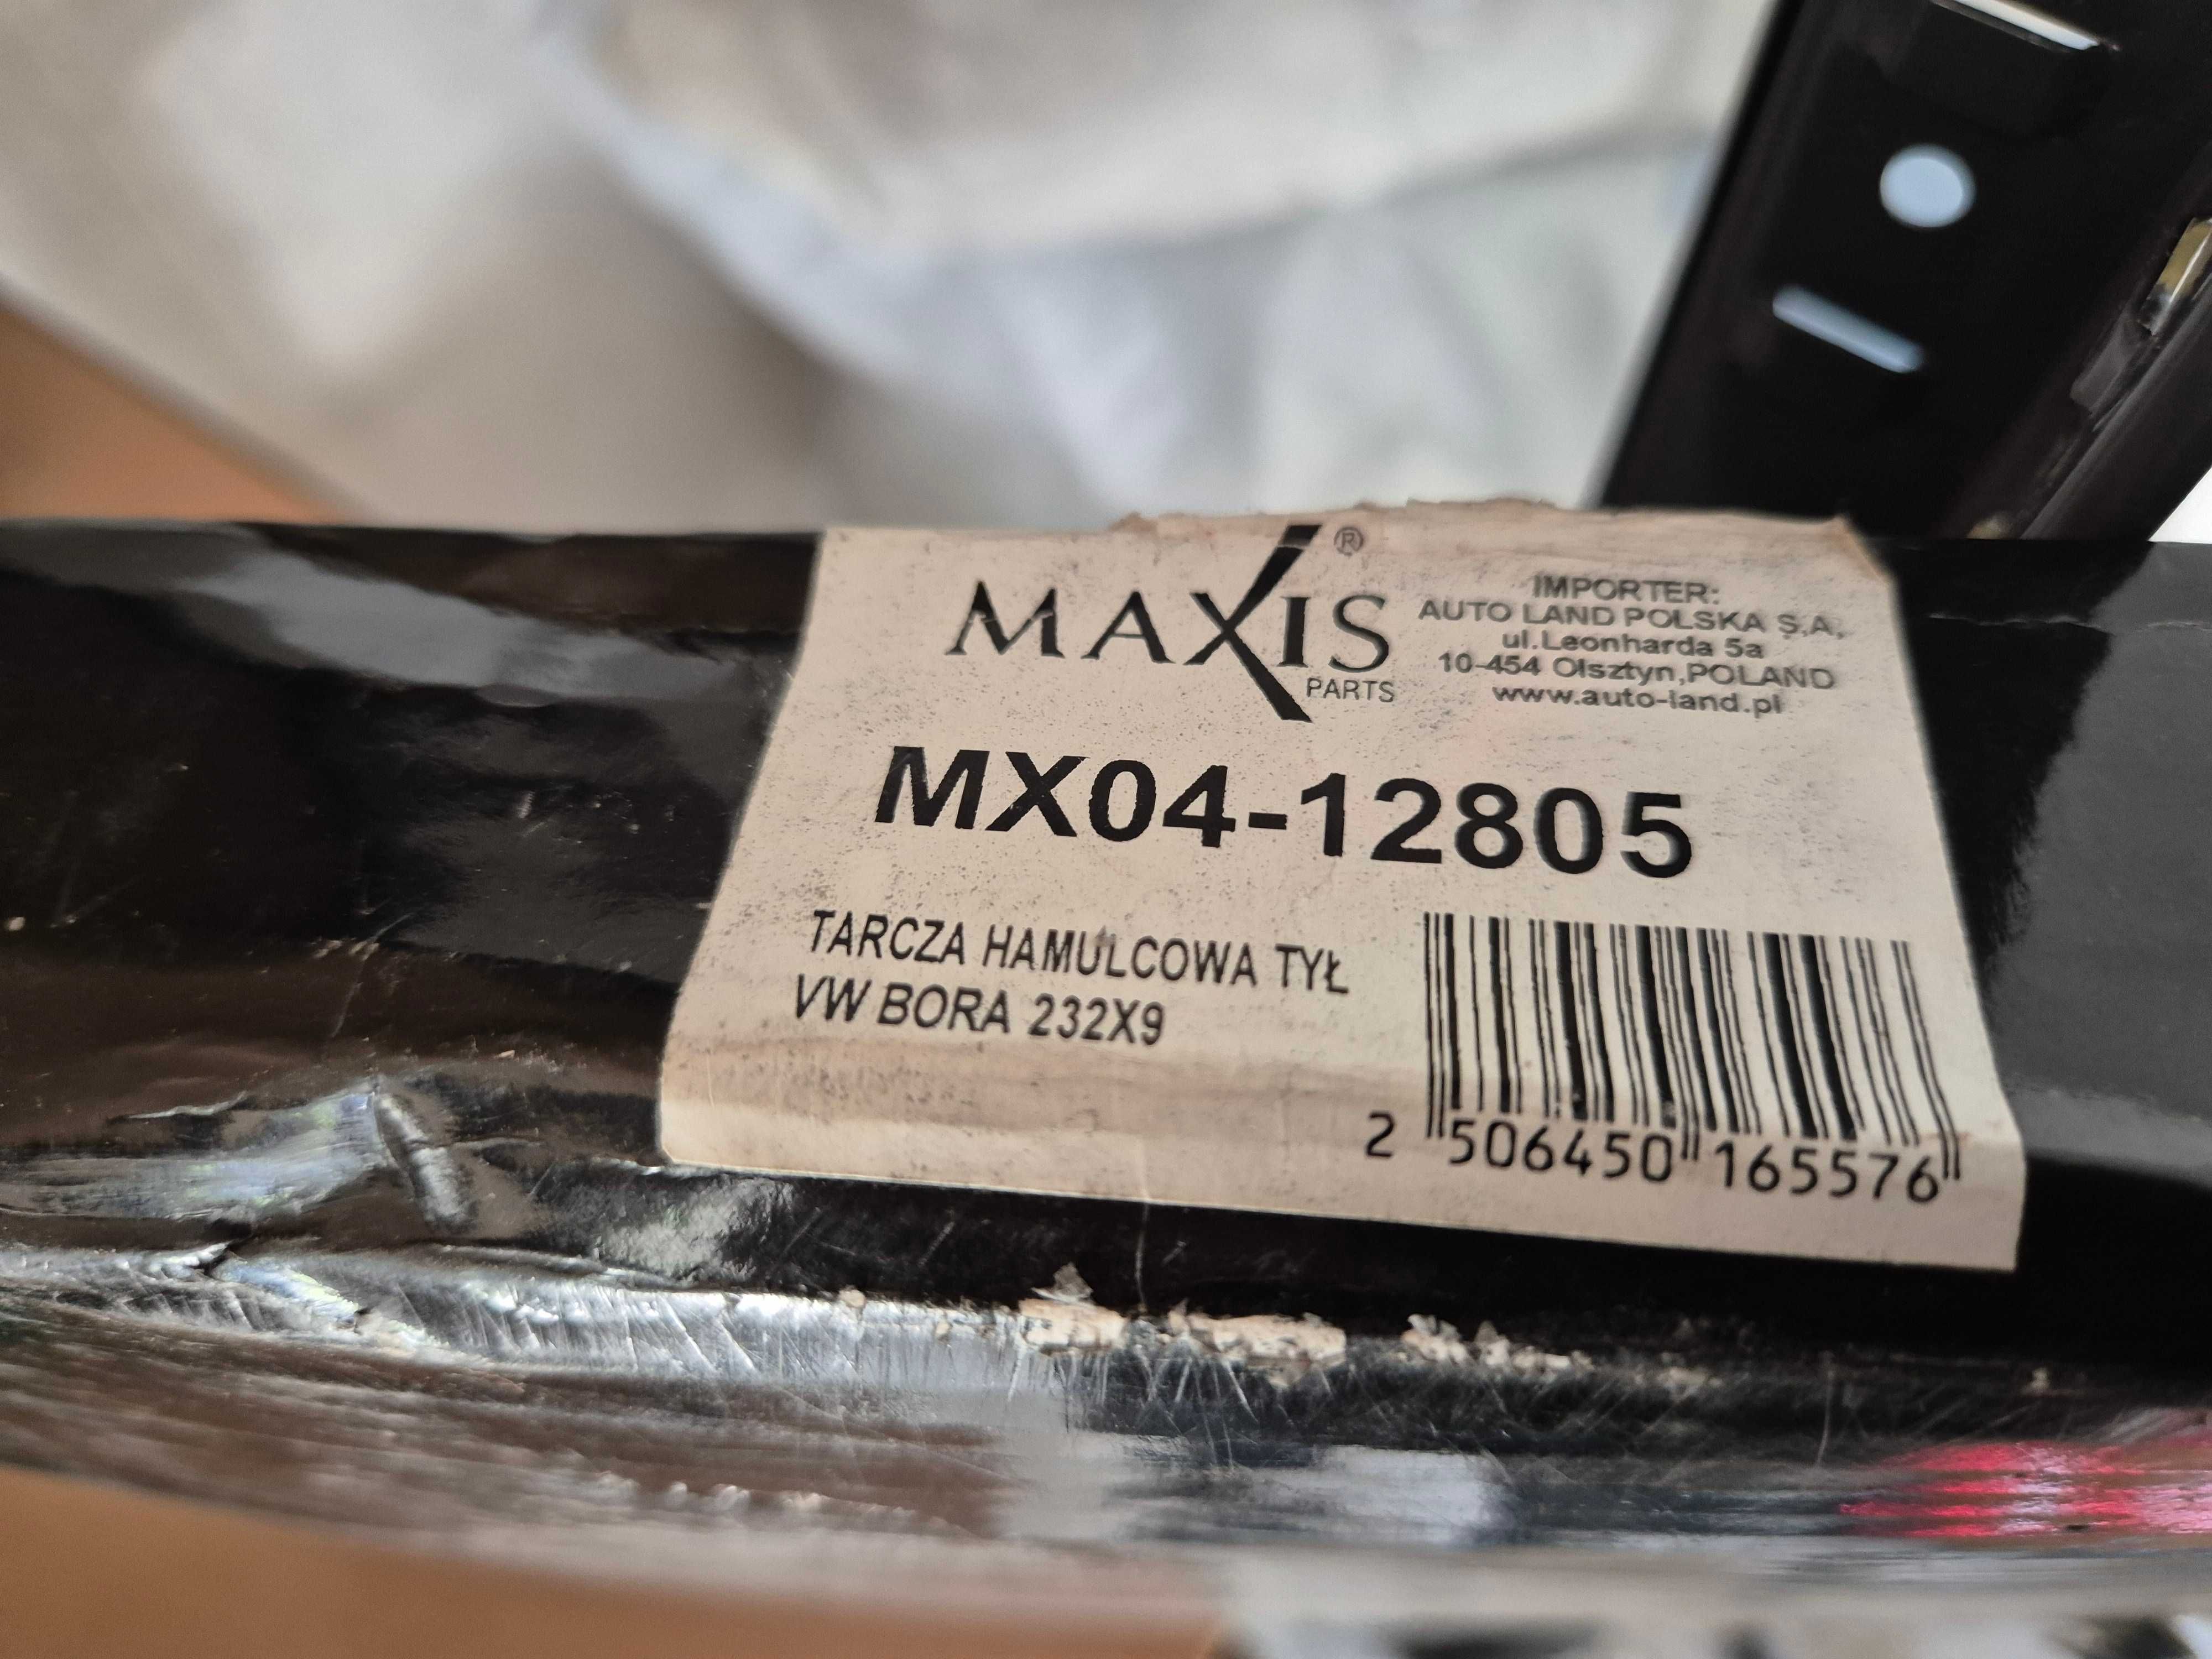 MAXIS®
PARTS
IMPORTER:
AUTO LAND POLSKA S.A.
ul.Leonharda 5a
10-454 Olsztyn,POLAND
www.auto-land.pl
MX04-12805
TARCZA HAMULCOWA TYŁ
VW BORA 232X9
2 506450 165576